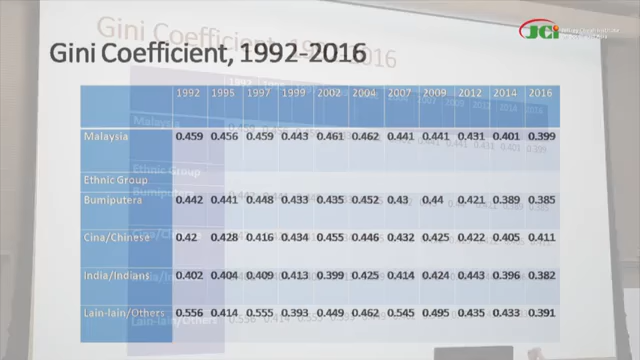 JCI
Gini Coefficient, 1992-2016
1992 1995 1997 1999 2002 2004 2007 2009 2012 2014 2016
Malaysia 0.459 0.456 0.459 0.443 0.461 0.462 0.441 0.441 0.431 0.401 0.399
Ethnic Group
Bumiputera 0.442 0.441 0.448 0.433 0.435 0.452 0.43 0.44 0.421 0.389 0.385
Cina/Chinese 0.42 0.428 0.416 0.434 0.455 0.446 0.432 0.425 0.422 0.405 0.411
India/Indians 0.402 0.404 0.409 0.413 0.399 0.425 0.414 0.424 0.443 0.396 0.382
Lain-lain/Others 0.556 0.414 0.555 0.393 0.449 0.462 0.545 0.495 0.435 0.433 0.391